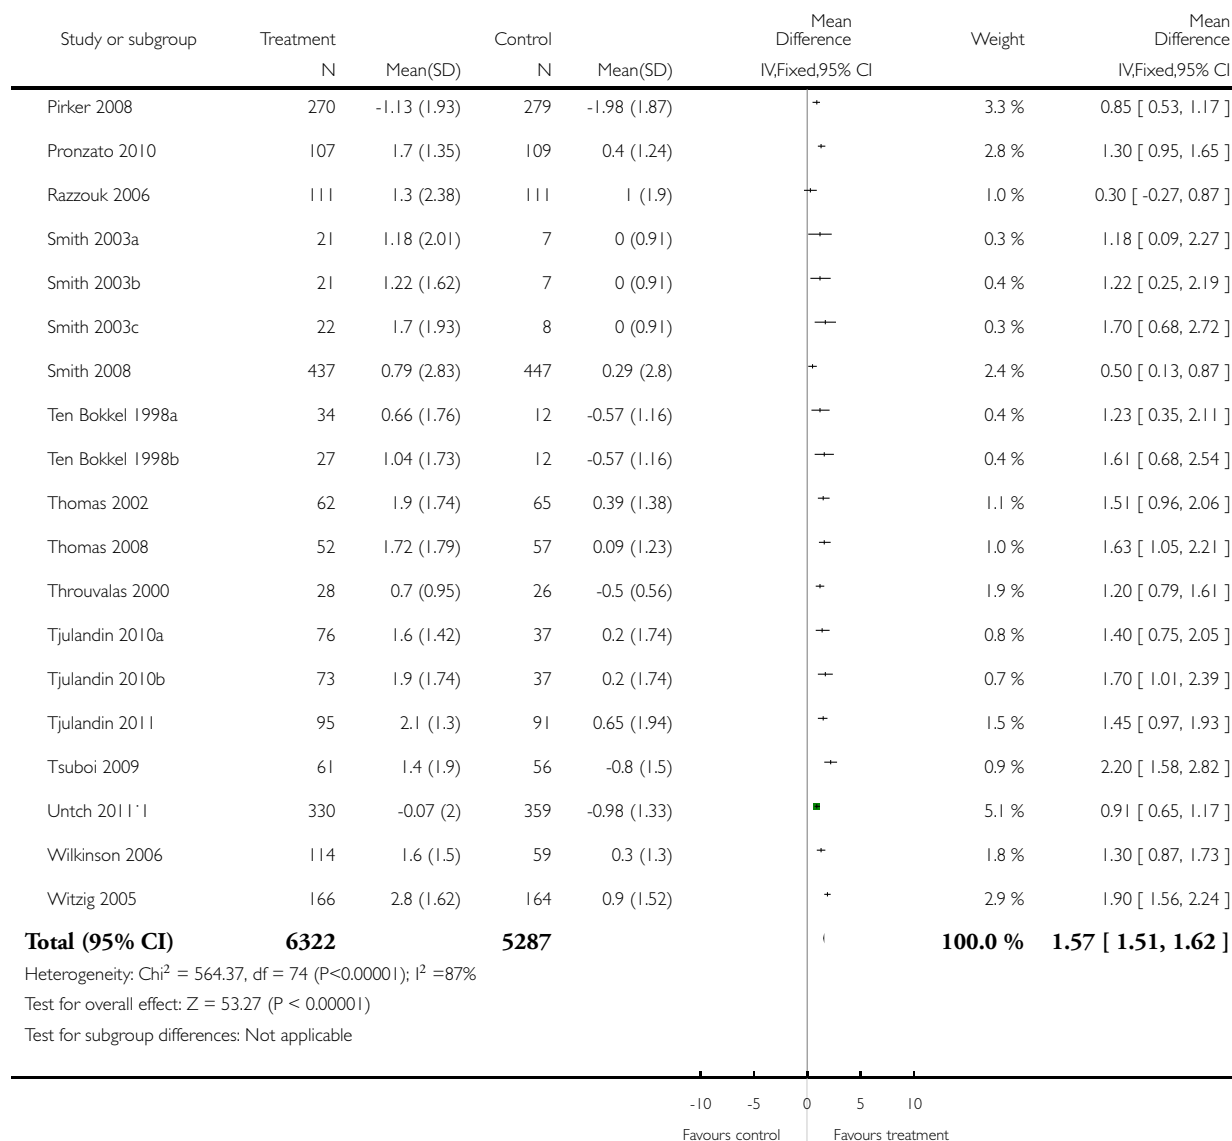 Study or subgroup Treatment Control Mean Difference Weight Mean Difference
N Mean(SD) N Mean(SD) IV,Fixed,95% CI IV,Fixed,95% CI
Pirker 2008 270 -1.13 (1.93) 279 -1.98 (1.87) 3.3 % 0.85 [ 0.53, 1.17 ]
Pronzato 2010 107 1.7 (1.35) 109 0.4 (1.24) 2.8 % 1.30 [ 0.95, 1.65 ]
Razzouk 2006 111 1.3 (2.38) 111 1 (1.9) 1.0 % 0.30 [ -0.27, 0.87 ]
Smith 2003a 21 1.18 (2.01) 7 0 (0.91) 0.3 % 1.18 [ 0.09, 2.27 ]
Smith 2003b 21 1.22 (1.62) 7 0 (0.91) 0.4 % 1.22 [ 0.25, 2.19 ]
Smith 2003c 22 1.7 (1.93) 8 0 (0.91) 0.3 % 1.70 [ 0.68, 2.72 ]
Smith 2008 437 0.79 (2.83) 447 0.29 (2.8) 2.4 % 0.50 [ 0.13, 0.87 ]
Ten Bokkel 1998a 34 0.66 (1.76) 12 -0.57 (1.16) 0.4 % 1.23 [ 0.35, 2.11 ]
Ten Bokkel 1998b 27 1.04 (1.73) 12 -0.57 (1.16) 0.4 % 1.61 [ 0.68, 2.54 ]
Thomas 2002 62 1.9 (1.74) 65 0.39 (1.38) 1.1 % 1.51 [ 0.96, 2.06 ]
Thomas 2008 52 1.72 (1.79) 57 0.09 (1.23) 1.0 % 1.63 [ 1.05, 2.21 ]
Throuvalas 2000 28 0.7 (0.95) 26 -0.5 (0.56) 1.9 % 1.20 [ 0.79, 1.61 ]
Tjulandin 2010a 76 1.6 (1.42) 37 0.2 (1.74) 0.8 % 1.40 [ 0.75, 2.05 ]
Tjulandin 2010b 73 1.9 (1.74) 37 0.2 (1.74) 0.7 % 1.70 [ 1.01, 2.39 ]
Tjulandin 2011 95 2.1 (1.3) 91 0.65 (1.94) 1.5 % 1.45 [ 0.97, 1.93 ]
Tsuboi 2009 61 1.4 (1.9) 56 -0.8 (1.5) 0.9 % 2.20 [ 1.58, 2.82 ]
Untch 2011˙1 330 -0.07 (2) 359 -0.98 (1.33) 5.1 % 0.91 [ 0.65, 1.17 ]
Wilkinson 2006 114 1.6 (1.5) 59 0.3 (1.3) 1.8 % 1.30 [ 0.87, 1.73 ]
Witzig 2005 166 2.8 (1.62) 164 0.9 (1.52) 2.9 % 1.90 [ 1.56, 2.24 ]
Total (95% CI) 6322 5287 100.0 % 1.57 [ 1.51, 1.62 ]
Heterogeneity: Chi² = 564.37, df = 74 (P<0.00001); I² =87%
Test for overall effect: Z = 53.27 (P < 0.00001)
Test for subgroup differences: Not applicable
-10 -5 0 5 10
Favours control Favours treatment